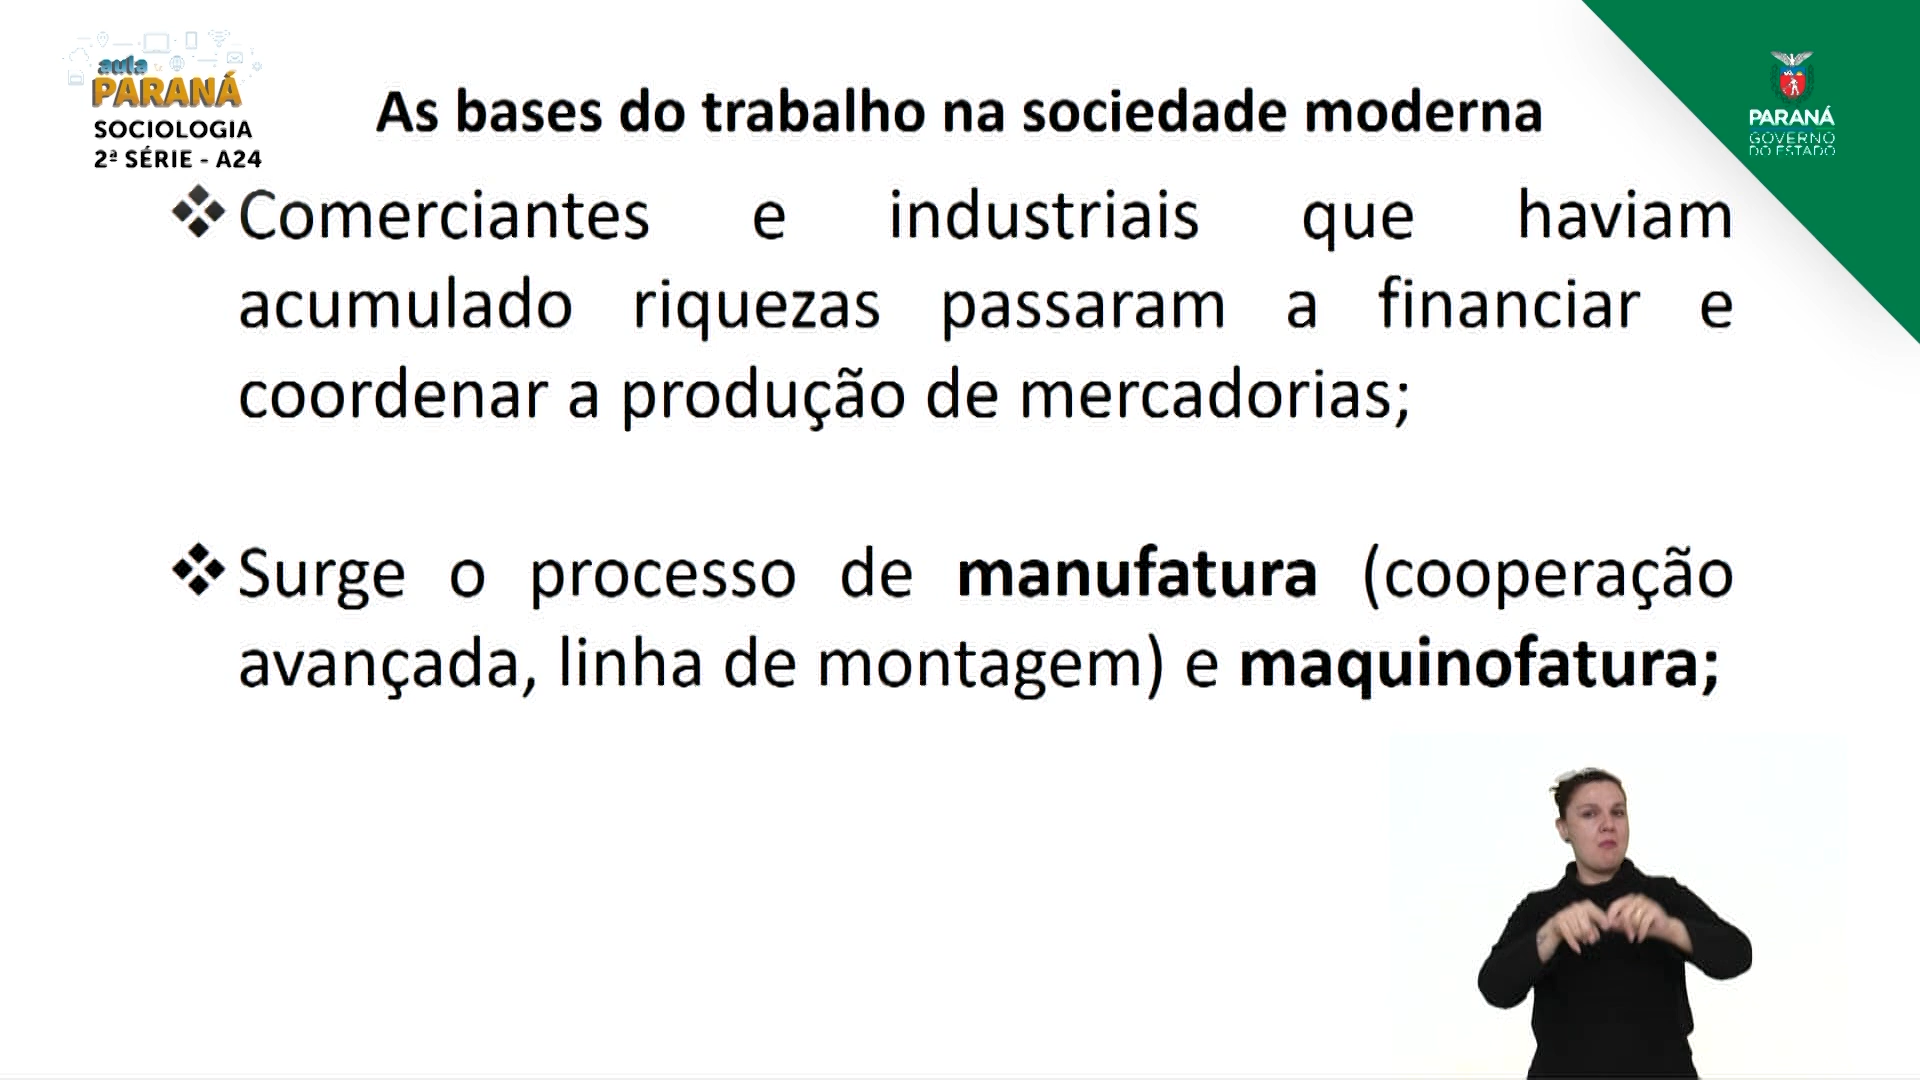 aula
PARANÁ
SOCIOLOGIA
2ª SÉRIE - A24
As bases do trabalho na sociedade moderna
PARANÁ
GOVERNO
DO ESTADO
❖Comerciantes e industriais que haviam
acumulado riquezas passaram a financiar e
coordenar a produção de mercadorias;
❖Surge o processo de manufatura (cooperação
avançada, linha de montagem) e maquinofatura;